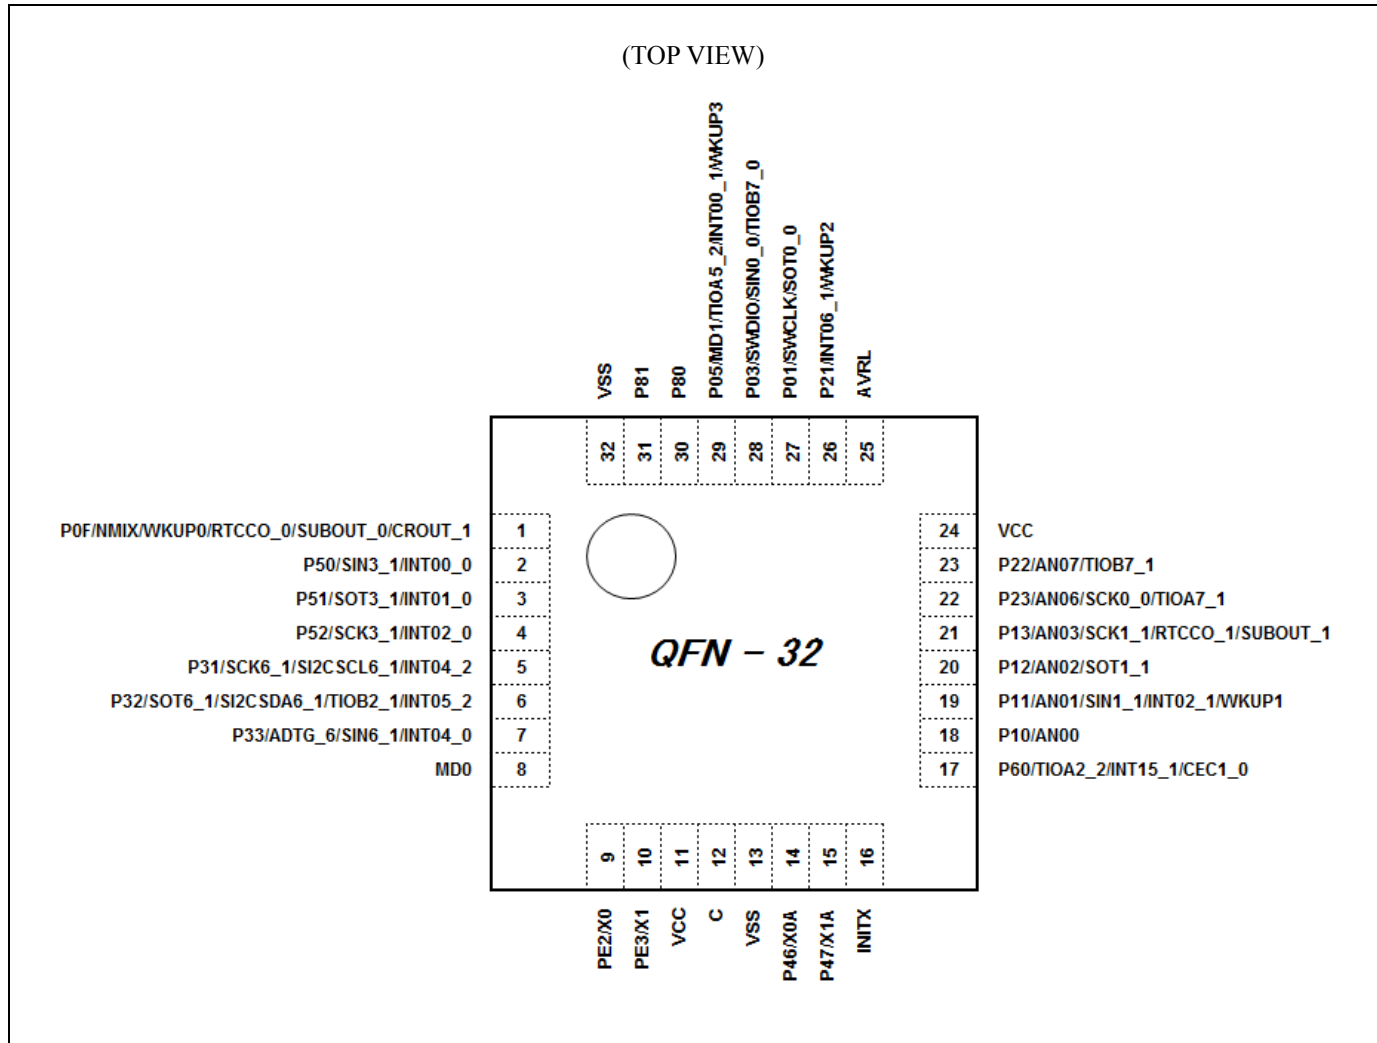 (TOP VIEW)
VSS
P81
P80
P05/MD1/TIOA5_2/INT00_1/WKUP3
P03/SWDIO/SIN0_0/TIOB7_0
P01/SWCLK/SOT0_0
P21/INT06_1/WKUP2
AVRL
32
31
30
29
28
27
26
25
P0F/NMIX/WKUP0/RTCCO_0/SUBOUT_0/CROUT_1 1
P50/SIN3_1/INT00_0 2
P51/SOT3_1/INT01_0 3
P52/SCK3_1/INT02_0 4
P31/SCK6_1/SI2CSCL6_1/INT04_2 5
P32/SOT6_1/SI2CSDA6_1/TIOB2_1/INT05_2 6
P33/ADTG_6/SIN6_1/INT04_0 7
MD0 8
QFN - 32
24 VCC
23 P22/AN07/TIOB7_1
22 P23/AN06/SCK0_0/TIOA7_1
21 P13/AN03/SCK1_1/RTCCO_1/SUBOUT_1
20 P12/AN02/SOT1_1
19 P11/AN01/SIN1_1/INT02_1/WKUP1
18 P10/AN00
17 P60/TIOA2_2/INT15_1/CEC1_0
9
10
11
12
13
14
15
16
PE2/X0
PE3/X1
VCC
C
VSS
P46/X0A
P47/X1A
INITX